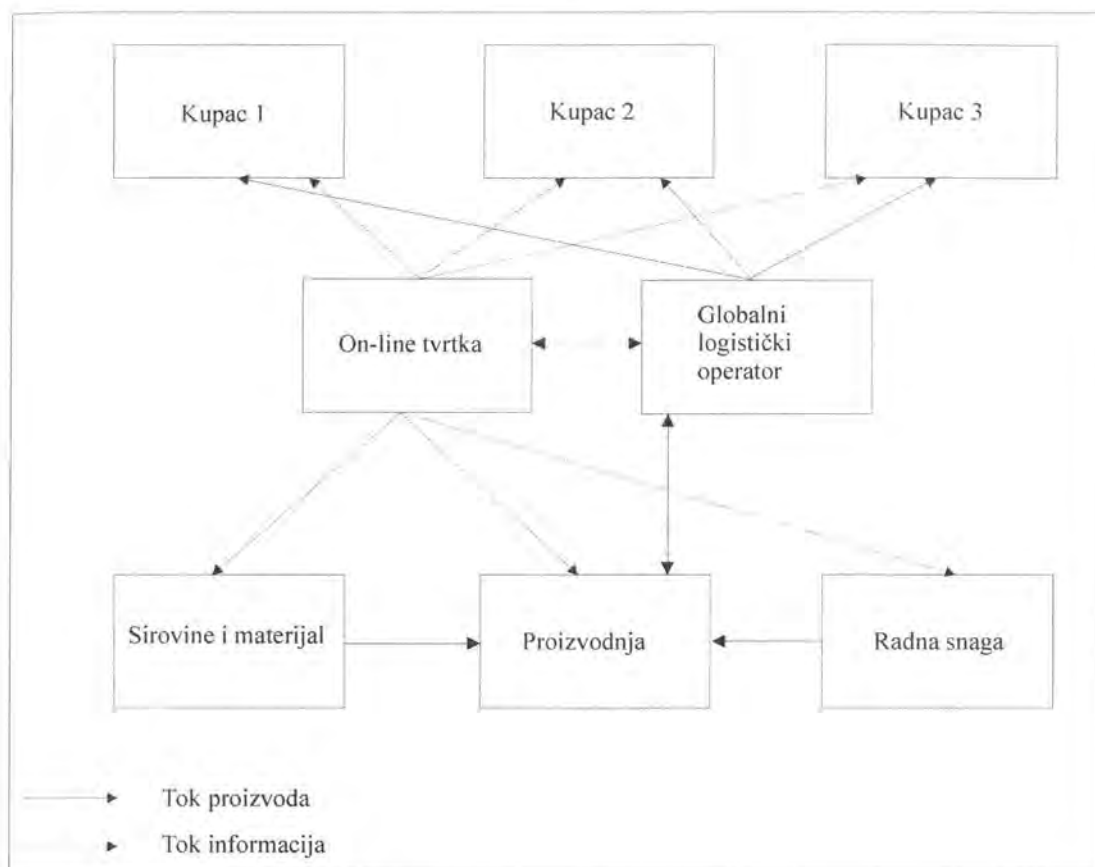 Kupac 1
Kupac 2
Kupac 3
On-line tvrtka
Globalni
logistički
operator
Sirovine i materijal
Proizvodnja
Radna snaga
Tok proizvoda
Tok informacija